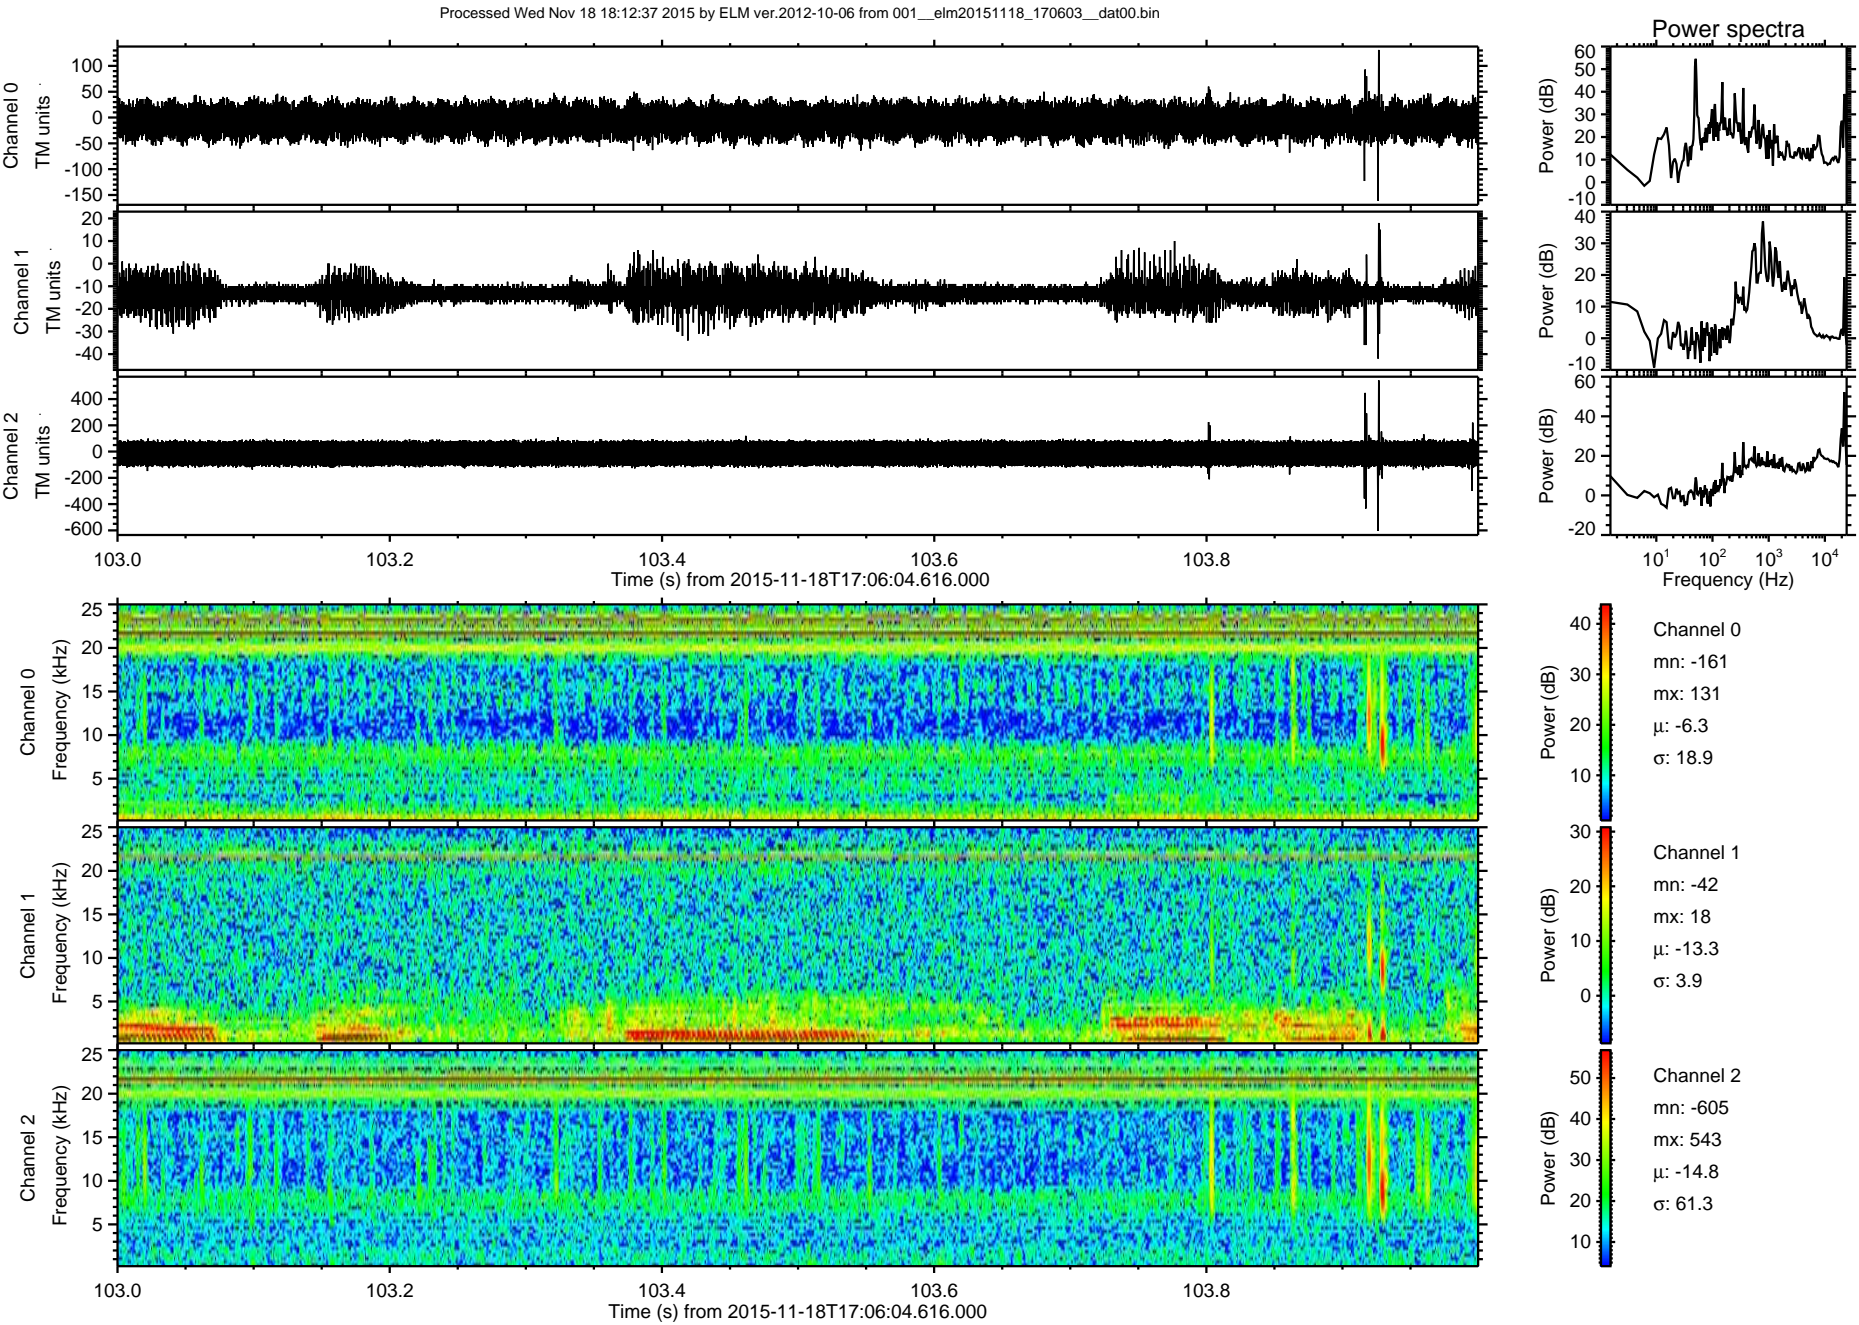 Processed Wed Nov 18 18:12:37 2015 by ELM ver.2012-10-06 from 001__elm20151118_170603__dat00.bin
Power spectra
Channel 0
TM units
100
50
0
-50
-100
-150
Power (dB)
60
50
40
30
20
10
0
-10
Channel 1
TM units
20
10
0
-10
-20
-30
-40
Power (dB)
40
30
20
10
0
-10
Channel 2
TM units
400
200
0
-200
-400
-600
Power (dB)
60
40
20
0
-20
103.0 103.2 103.4 103.6 103.8
Time (s) from 2015-11-18T17:06:04.616.000
10^1 10^2 10^3 10^4
Frequency (Hz)
Channel 0
Frequency (kHz)
25
20
15
10
5
Power (dB)
40
30
20
10
Channel 0
mn: -161
mx: 131
μ: -6.3
σ: 18.9
Channel 1
Frequency (kHz)
25
20
15
10
5
Power (dB)
30
20
10
0
Channel 1
mn: -42
mx: 18
μ: -13.3
σ: 3.9
Channel 2
Frequency (kHz)
25
20
15
10
5
Power (dB)
50
40
30
20
10
Channel 2
mn: -605
mx: 543
μ: -14.8
σ: 61.3
103.0 103.2 103.4 103.6 103.8
Time (s) from 2015-11-18T17:06:04.616.000